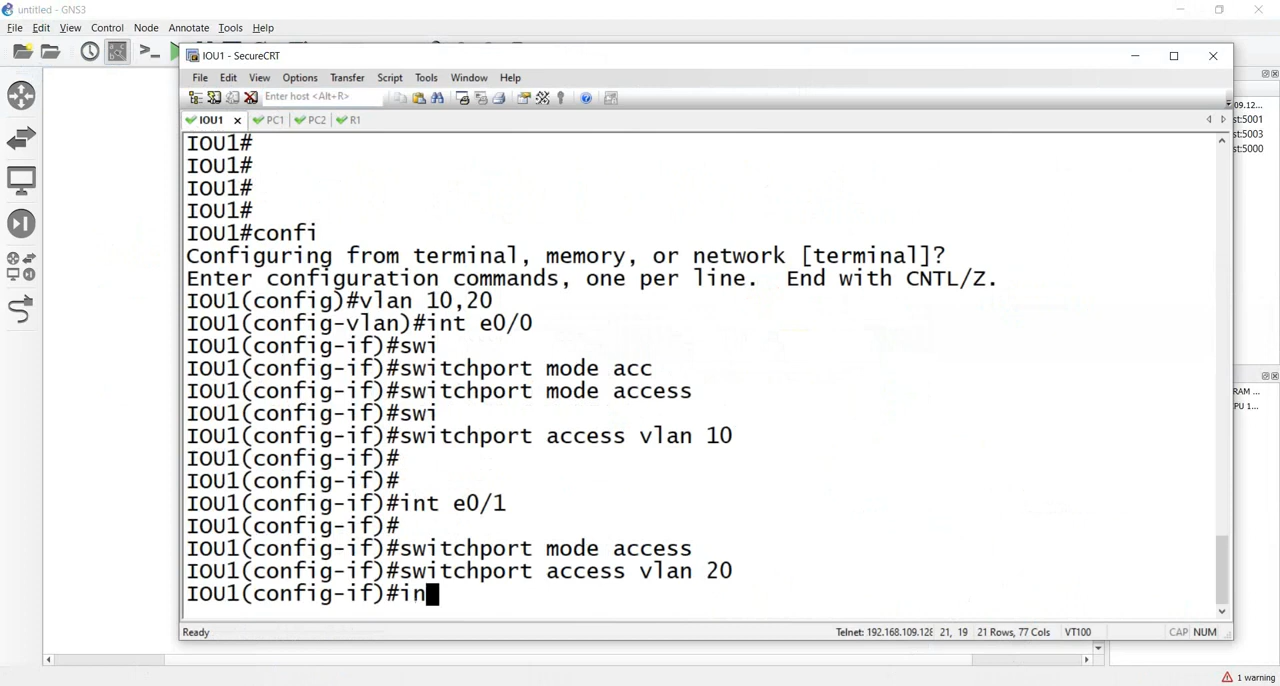 untitled - GNS3
File Edit View Control Node Annotate Tools Help
IOU1 - SecureCRT
File Edit View Options Transfer Script Tools Window Help
Enter host <Alt+R>
IOU1 PC1 PC2 R1
IOU1#
IOU1#
IOU1#
IOU1#
IOU1#confi
Configuring from terminal, memory, or network [terminal]?
Enter configuration commands, one per line.  End with CNTL/Z.
IOU1(config)#vlan 10,20
IOU1(config-vlan)#int e0/0
IOU1(config-if)#swi
IOU1(config-if)#switchport mode acc
IOU1(config-if)#switchport mode access
IOU1(config-if)#swi
IOU1(config-if)#switchport access vlan 10
IOU1(config-if)#
IOU1(config-if)#
IOU1(config-if)#int e0/1
IOU1(config-if)#
IOU1(config-if)#switchport mode access
IOU1(config-if)#switchport access vlan 20
IOU1(config-if)#in
Ready Telnet: 192.168.109.128 21, 19 21 Rows, 77 Cols VT100 CAP NUM
09.12...
st:5001
st:5003
st:5000
RAM ...
PU 1...
1 warning